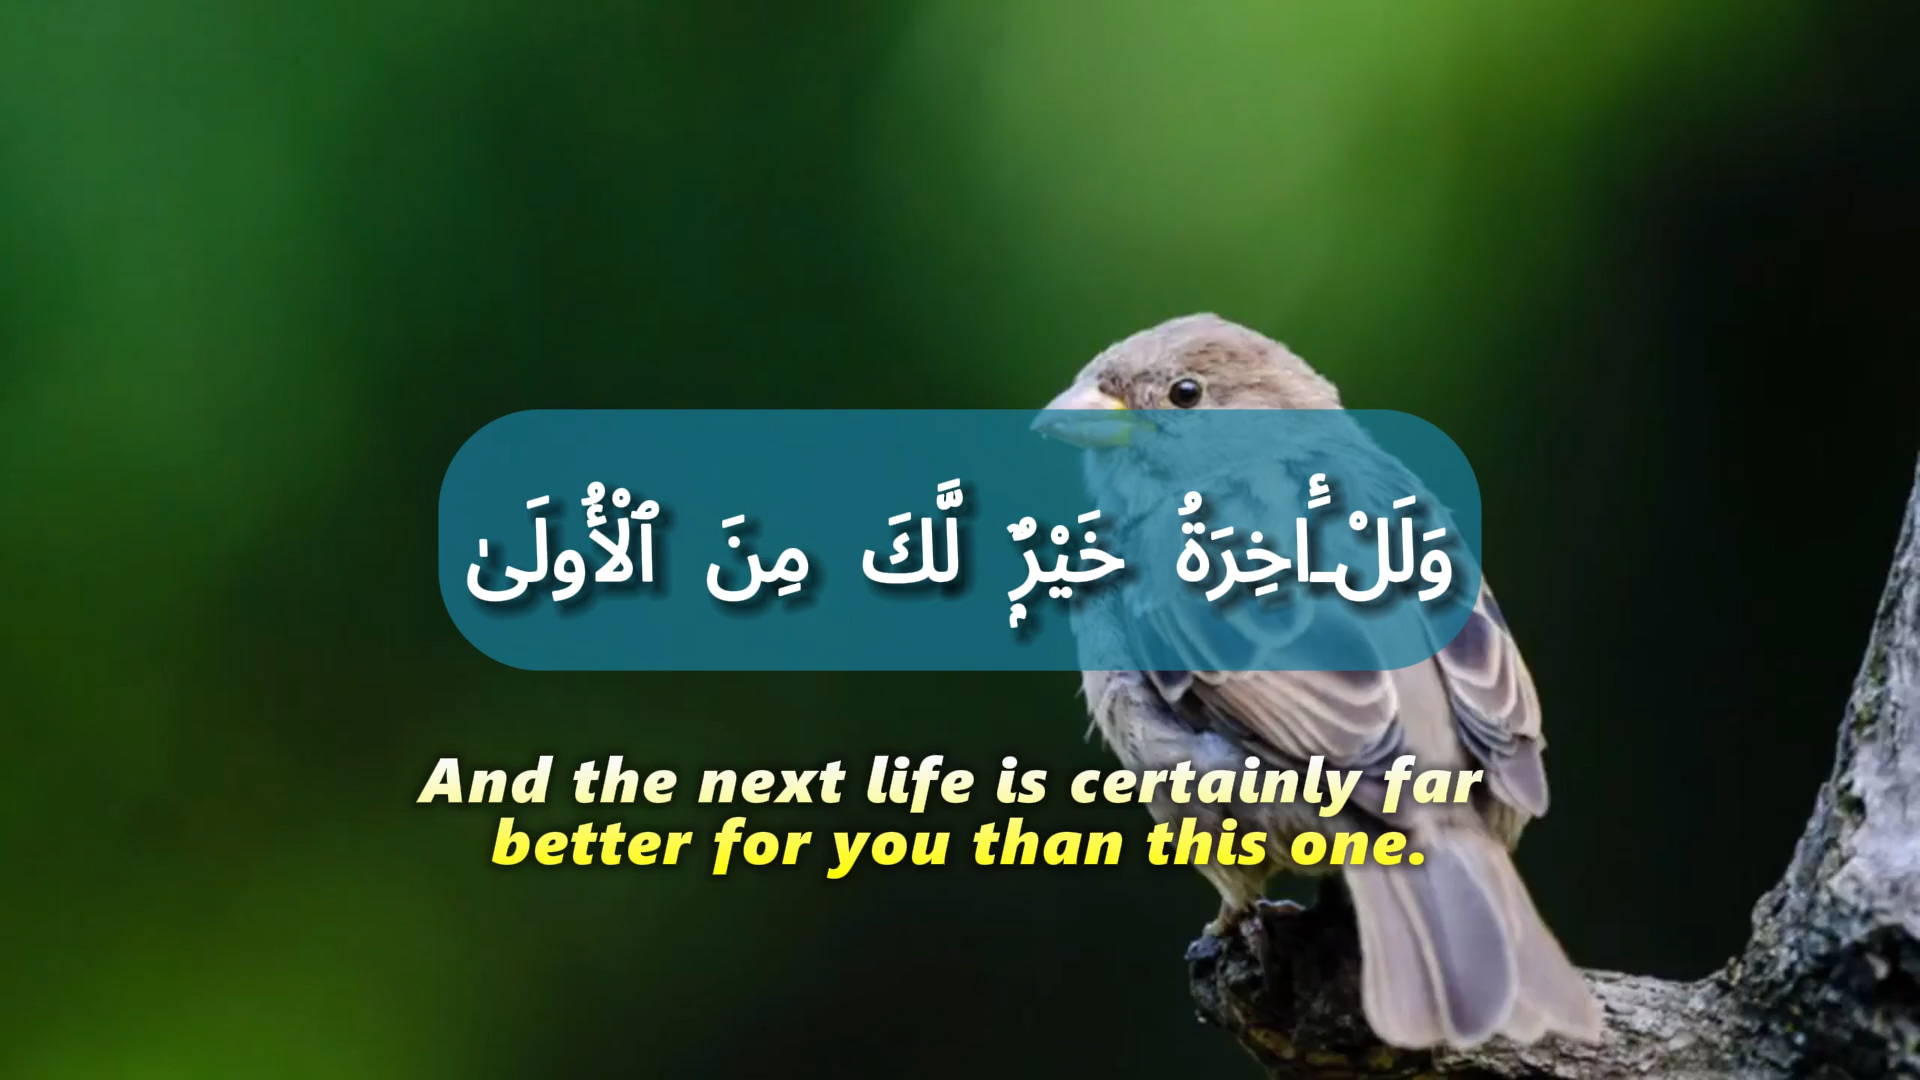 وَلَلْـَٔاخِرَةُ خَيْرٌۭ لَّكَ مِنَ ٱلْأُولَىٰ
And the next life is certainly far
better for you than this one.